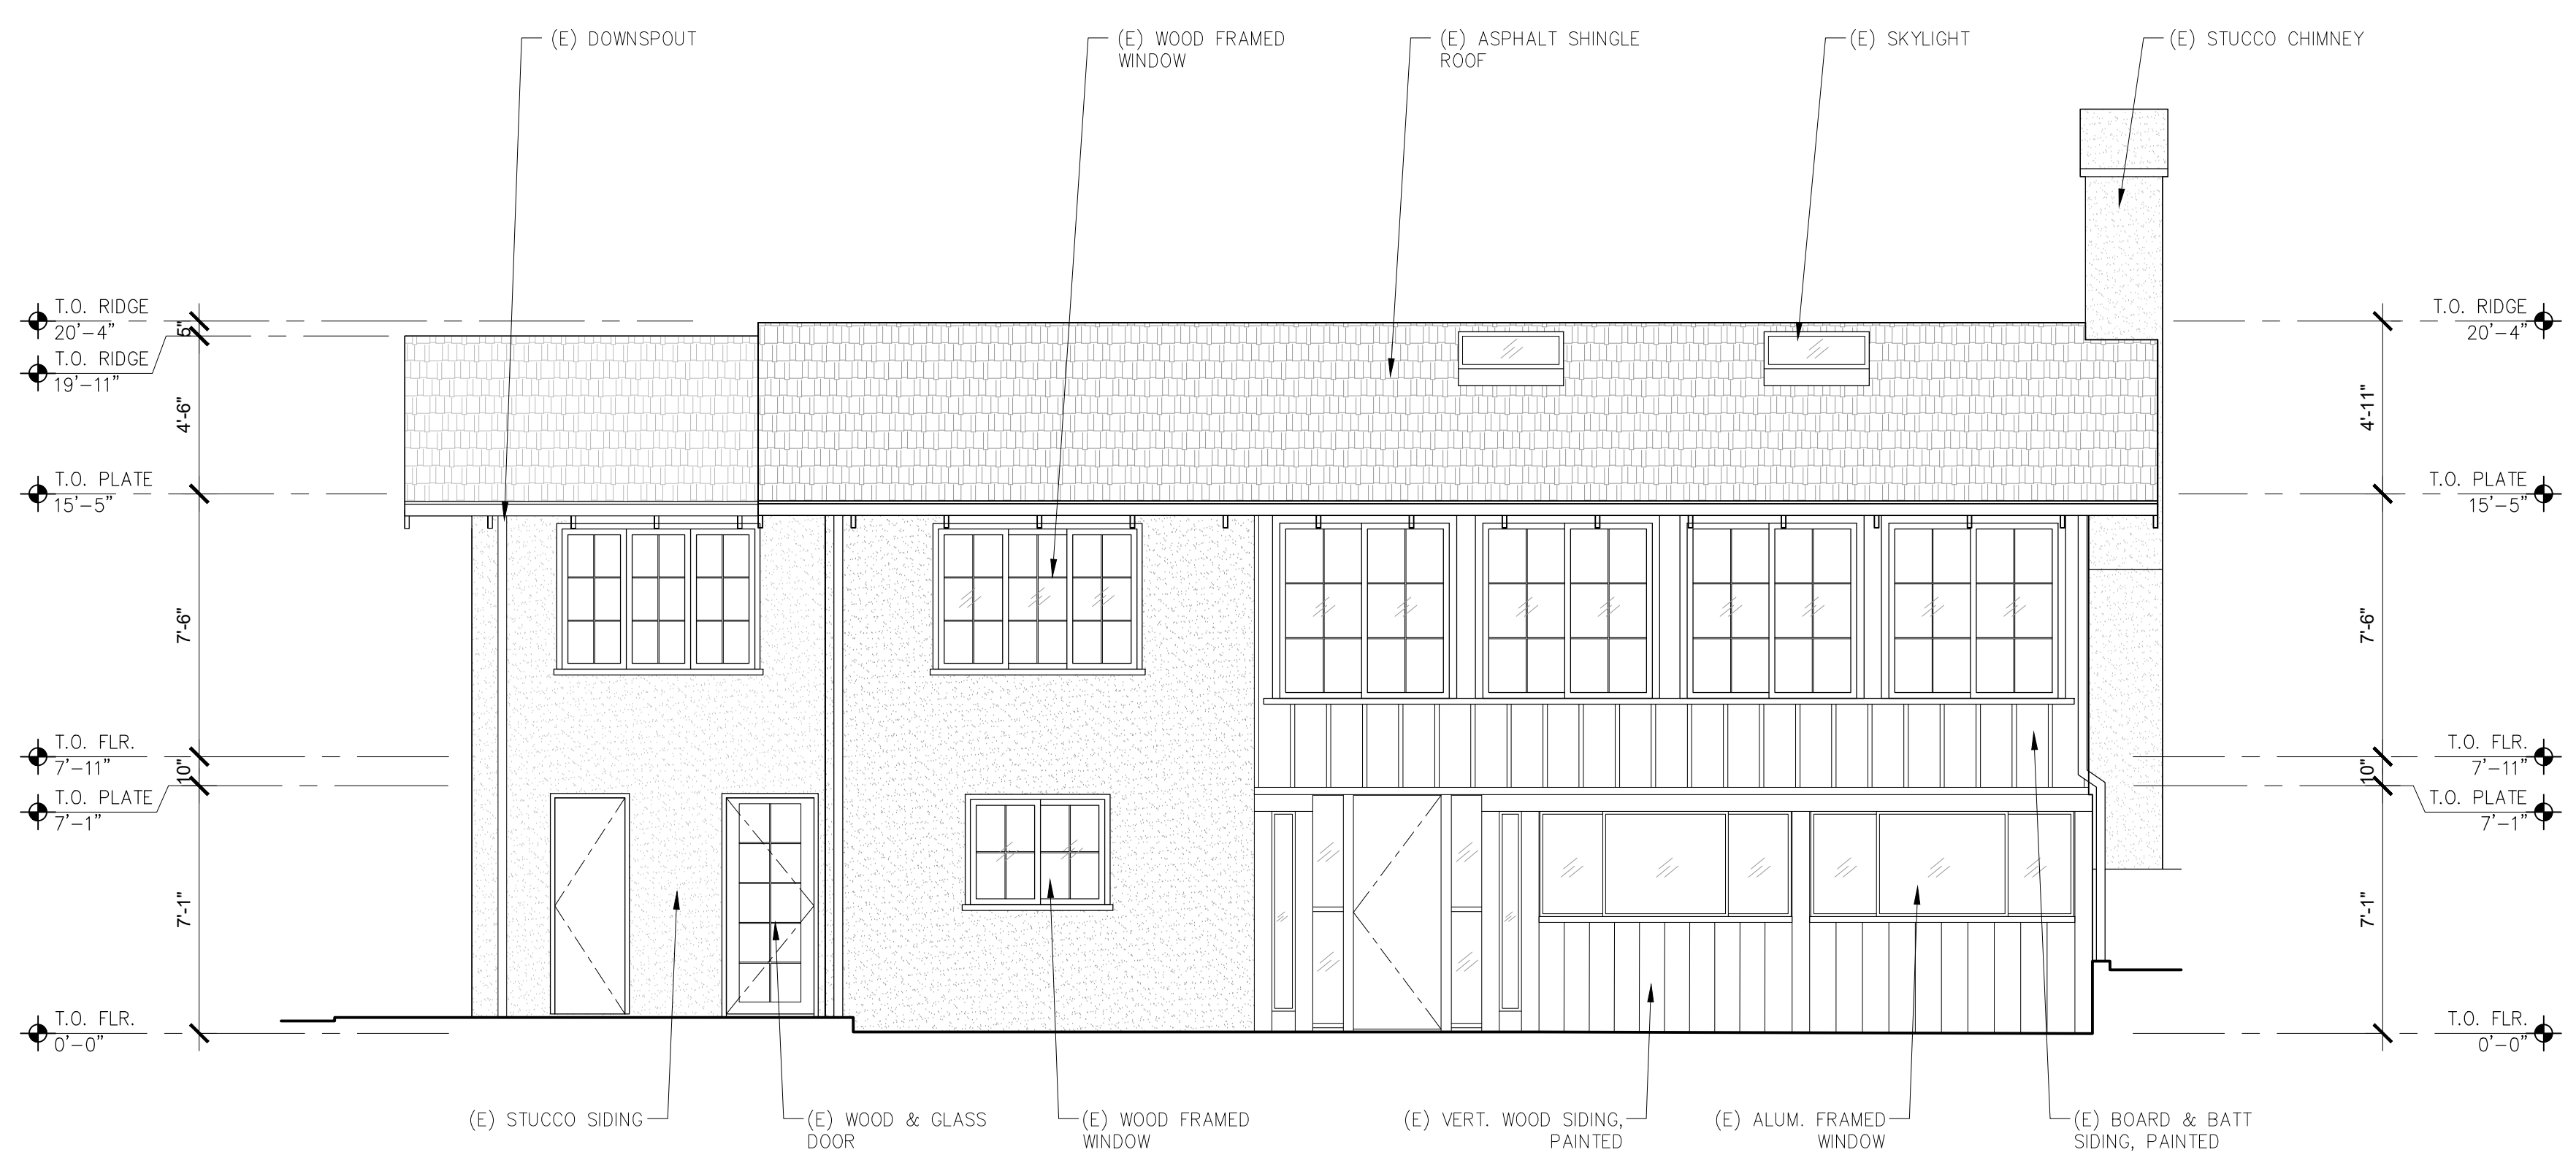 (E) DOWNSPOUT
(E) WOOD FRAMED
WINDOW
(E) ASPHALT SHINGLE
ROOF
(E) SKYLIGHT
(E) STUCCO CHIMNEY
T.O. RIDGE
20'-4"
T.O. RIDGE
19'-11"
T.O. PLATE
15'-5"
T.O. FLR.
7'-11"
T.O. PLATE
7'-1"
T.O. FLR.
0'-0"
5"
4'-6"
7'-6"
10"
7'-1"
4'-11"
7'-6"
10"
7'-1"
T.O. RIDGE
20'-4"
T.O. PLATE
15'-5"
T.O. FLR.
7'-11"
T.O. PLATE
7'-1"
T.O. FLR.
0'-0"
(E) STUCCO SIDING
(E) WOOD & GLASS
DOOR
(E) WOOD FRAMED
WINDOW
(E) VERT. WOOD SIDING,
PAINTED
(E) ALUM. FRAMED
WINDOW
(E) BOARD & BATT
SIDING, PAINTED